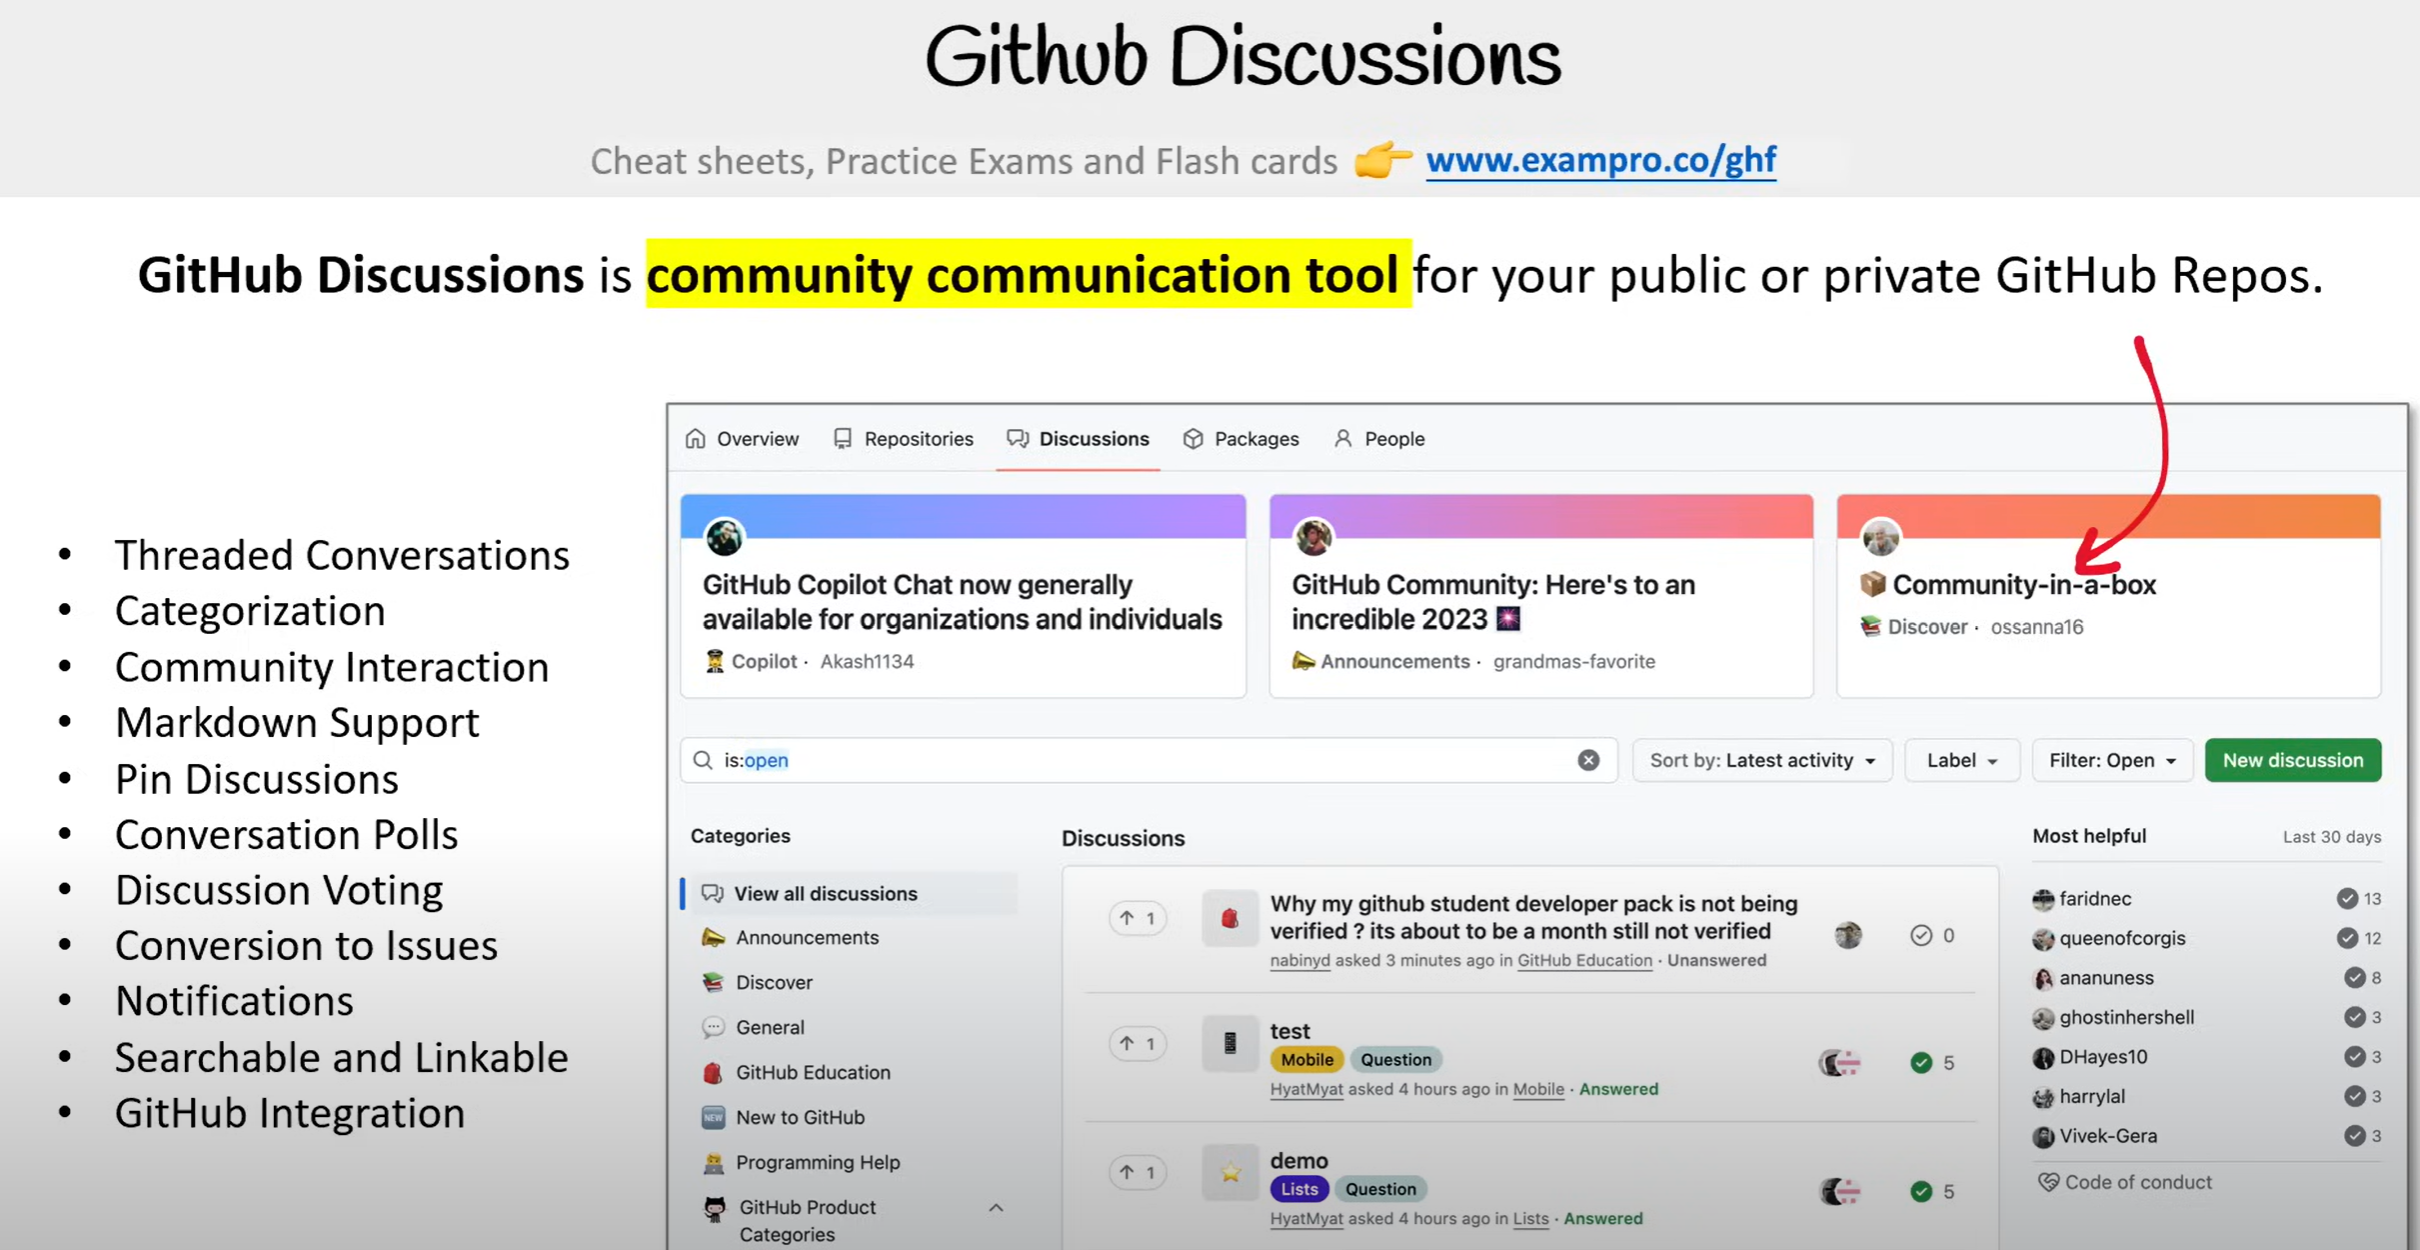 Github Discussions
Cheat sheets, Practice Exams and Flash cards 👉 www.exampro.co/ghf
GitHub Discussions is community communication tool for your public or private GitHub Repos.
• Threaded Conversations
• Categorization
• Community Interaction
• Markdown Support
• Pin Discussions
• Conversation Polls
• Discussion Voting
• Conversion to Issues
• Notifications
• Searchable and Linkable
• GitHub Integration
Overview Repositories Discussions Packages People
GitHub Copilot Chat now generally
available for organizations and individuals
Copilot · Akash1134
GitHub Community: Here's to an
incredible 2023 🎆
Announcements · grandmas-favorite
📦 Community-in-a-box
Discover · ossanna16
is:open
Sort by: Latest activity
Label
Filter: Open
New discussion
Categories
View all discussions
Announcements
Discover
General
GitHub Education
NEW New to GitHub
Programming Help
GitHub Product
Categories
Discussions
↑ 1
Why my github student developer pack is not being
verified ? its about to be a month still not verified
nabinyd asked 3 minutes ago in GitHub Education · Unanswered
0
↑ 1
test
Mobile Question
HyatMyat asked 4 hours ago in Mobile · Answered
5
↑ 1
demo
Lists Question
HyatMyat asked 4 hours ago in Lists · Answered
5
Most helpful Last 30 days
faridnec 13
queenofcorgis 12
ananuness 8
ghostinhershell 3
DHayes10 3
harrylal 3
Vivek-Gera 3
Code of conduct